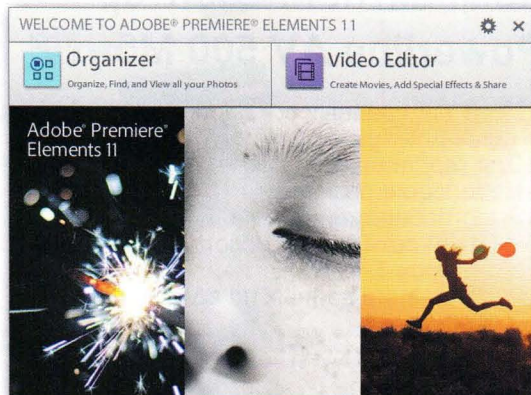 WELCOME TO ADOBE® PREMIERE® ELEMENTS 11
Organizer
Organize, Find, and View all your Photos
Video Editor
Create Movies, Add Special Effects & Share
Adobe® Premiere®
Elements 11